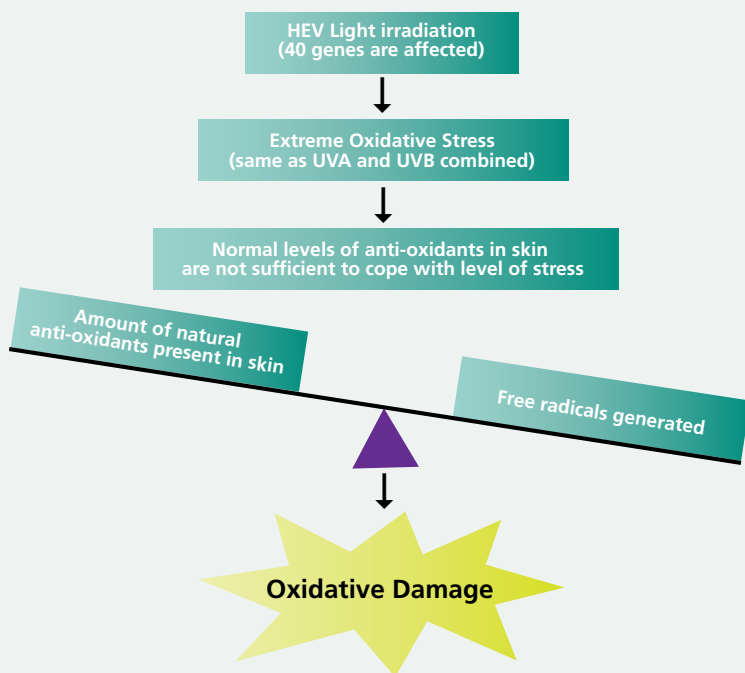 HEV Light irradiation
(40 genes are affected)
Extreme Oxidative Stress
(same as UVA and UVB combined)
Normal levels of anti-oxidants in skin
are not sufficient to cope with level of stress
Amount of natural
anti-oxidants present in skin
Free radicals generated
Oxidative Damage